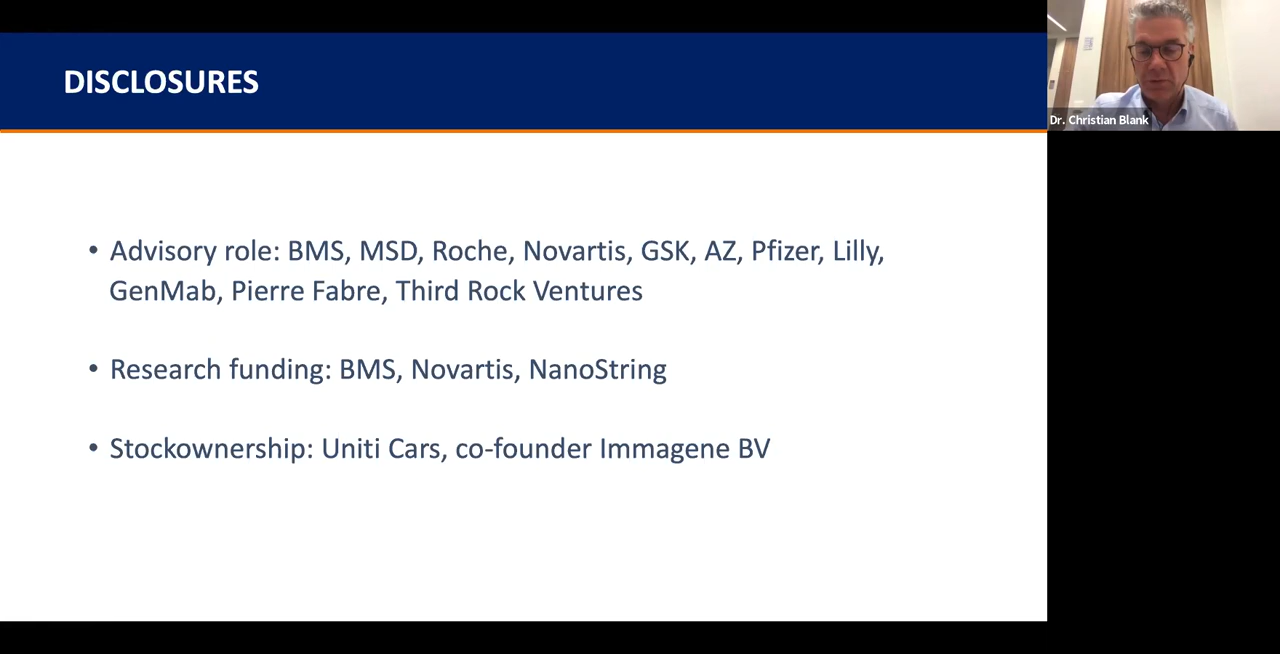 DISCLOSURES
Dr. Christian Blank
• Advisory role: BMS, MSD, Roche, Novartis, GSK, AZ, Pfizer, Lilly,
GenMab, Pierre Fabre, Third Rock Ventures
• Research funding: BMS, Novartis, NanoString
• Stockownership: Uniti Cars, co-founder Immagene BV